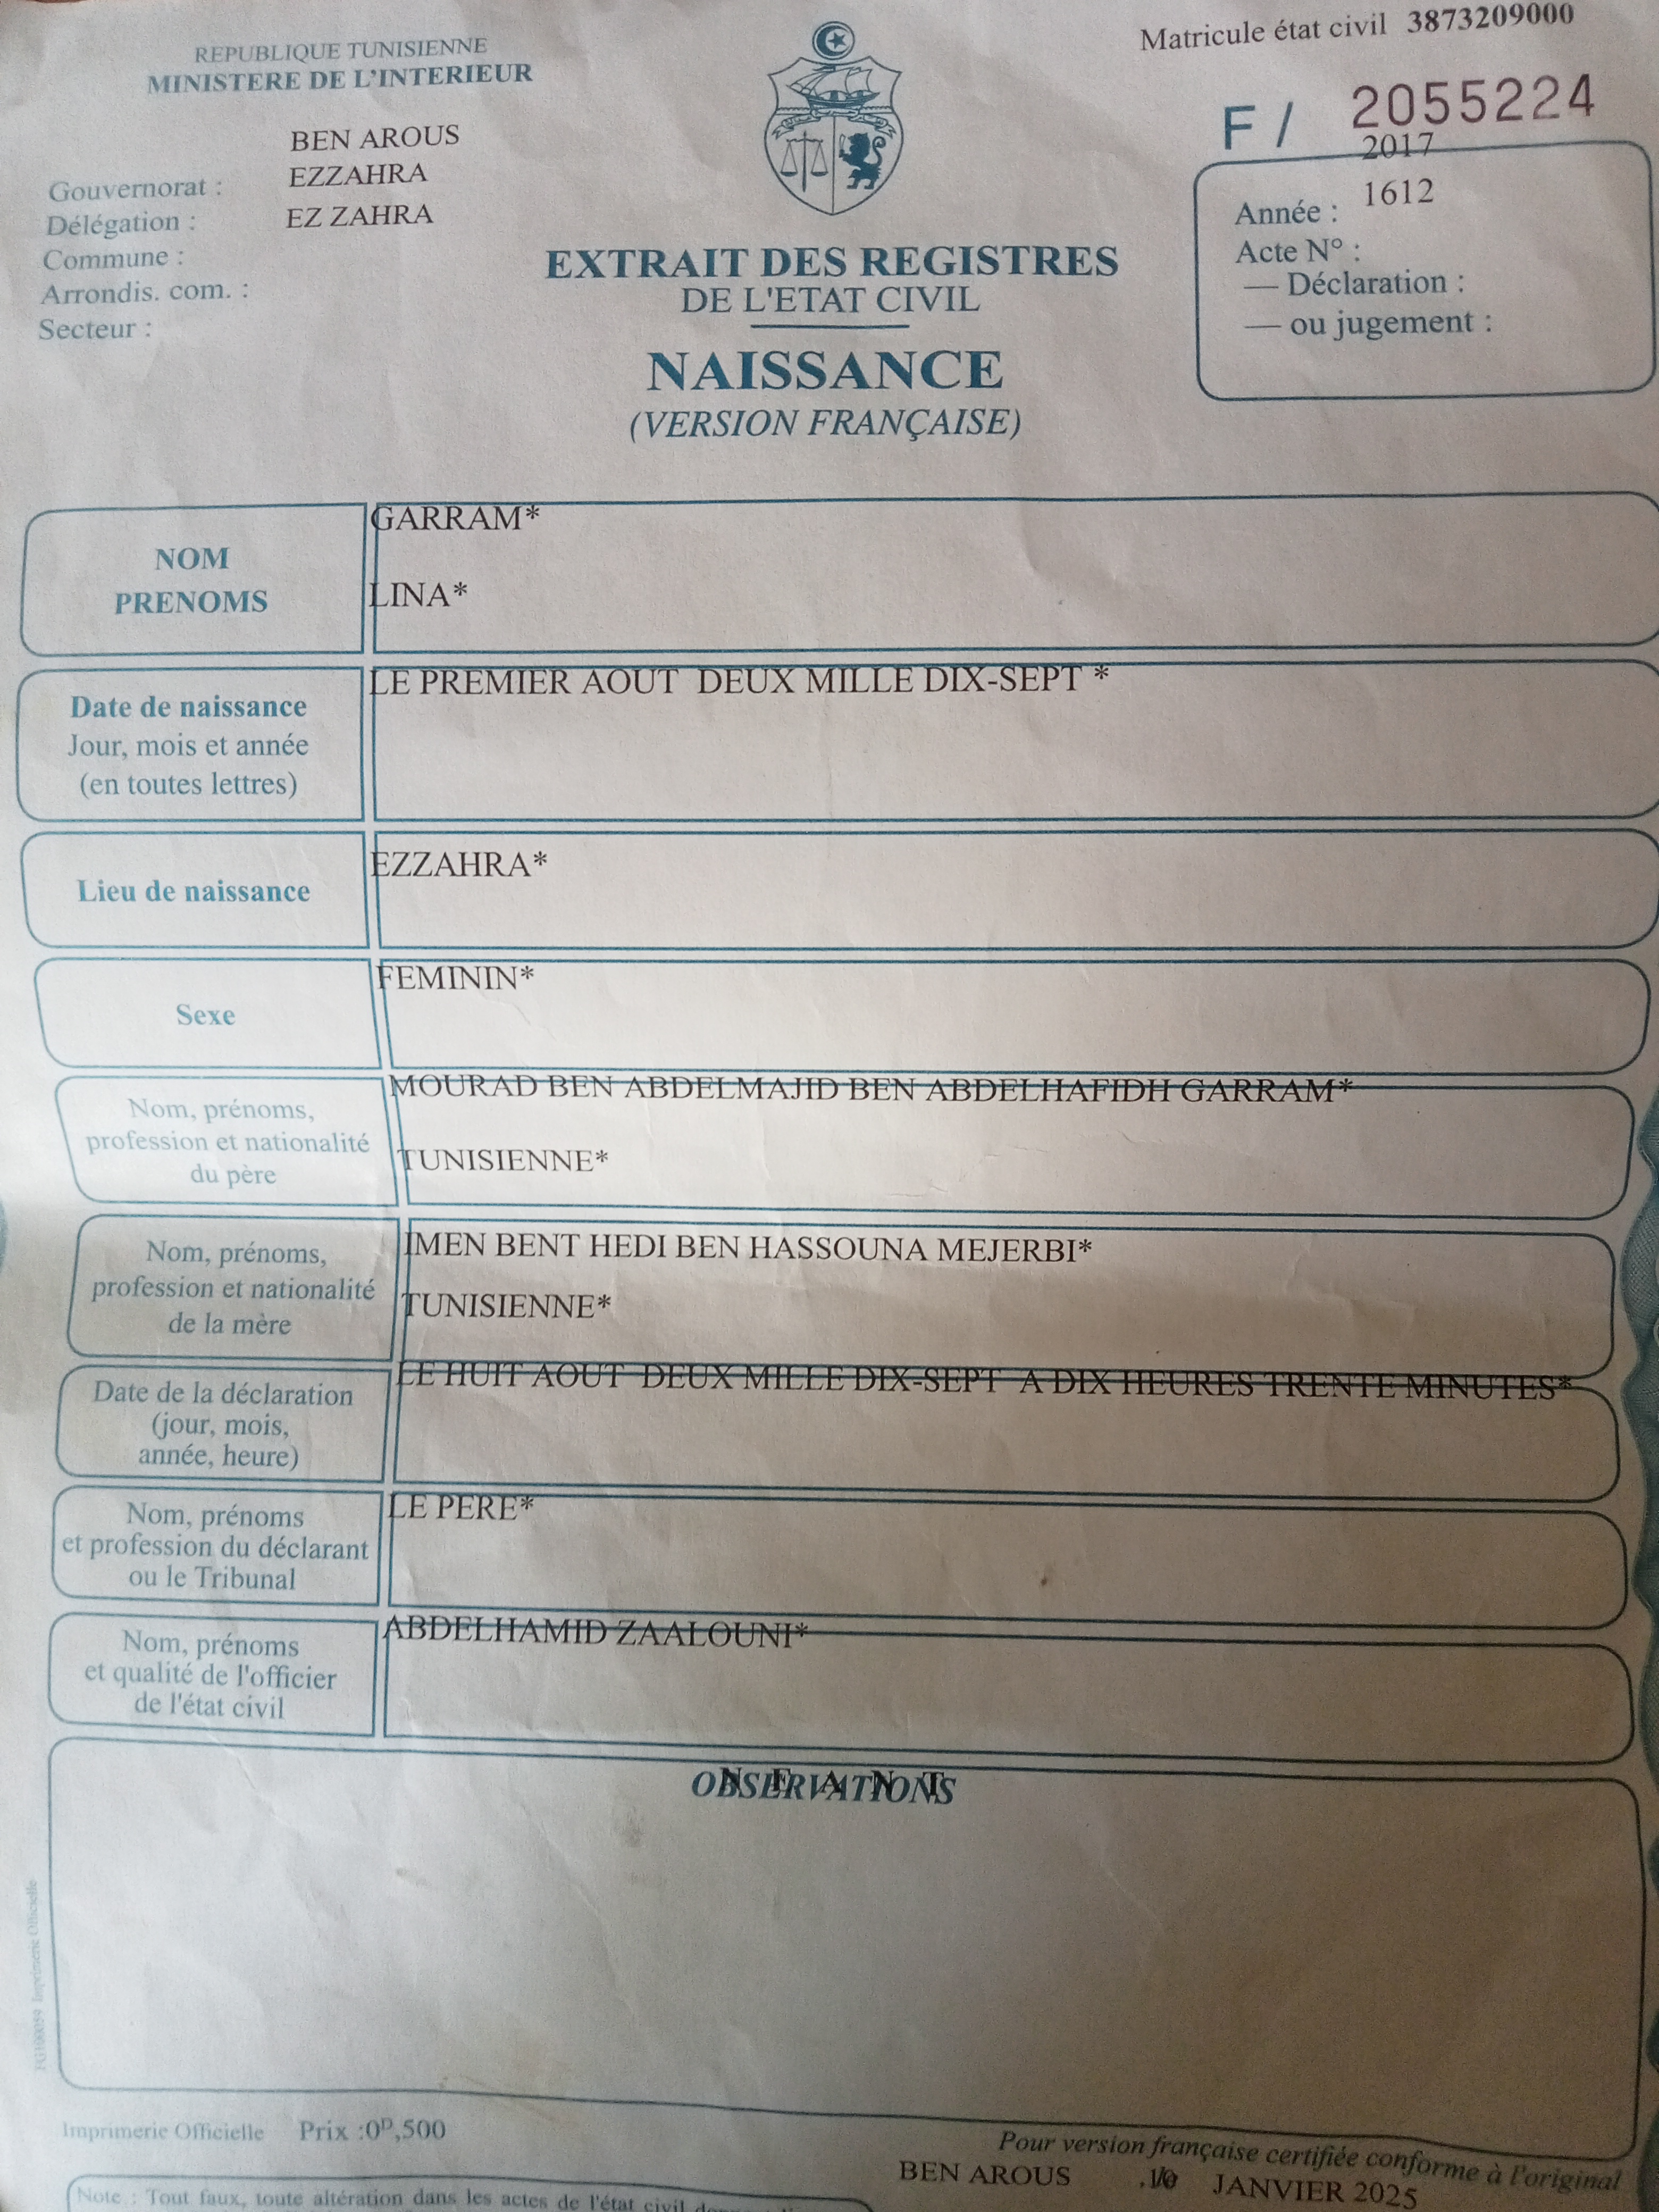 REPUBLIQUE TUNISIENNE
MINISTERE DE L'INTERIEUR
Matricule état civil 3873209000
F / 2055224
BEN AROUS
Gouvernorat : EZZAHRA
Délégation : EZ ZAHRA
Commune :
Arrondis. com. :
Secteur :
2017
Année : 1612
Acte N° :
— Déclaration :
— ou jugement :
EXTRAIT DES REGISTRES
DE L'ETAT CIVIL
NAISSANCE
(VERSION FRANÇAISE)
NOM
PRENOMS
GARRAM*
LINA*
Date de naissance
Jour, mois et année
(en toutes lettres)
LE PREMIER AOUT DEUX MILLE DIX-SEPT *
Lieu de naissance
EZZAHRA*
Sexe
FEMININ*
Nom, prénoms,
profession et nationalité
du père
MOURAD BEN ABDELMAJID BEN ABDELHAFIDH GARRAM*
TUNISIENNE*
Nom, prénoms,
profession et nationalité
de la mère
IMEN BENT HEDI BEN HASSOUNA MEJERBI*
TUNISIENNE*
Date de la déclaration
(jour, mois,
année, heure)
LE HUIT AOUT DEUX MILLE DIX-SEPT A DIX HEURES TRENTE MINUTES*
Nom, prénoms
et profession du déclarant
ou le Tribunal
LE PERE*
Nom, prénoms
et qualité de l'officier
de l'état civil
ABDELHAMID ZAALOUNI*
OBSERVATIONS
N E A N T
Imprimerie Officielle
Imprimerie Officielle Prix :0ᴰ,500
Pour version française certifiée conforme à l'original
BEN AROUS JANVIER 2025
Note : Tout faux, toute altération dans les actes de l'état civil